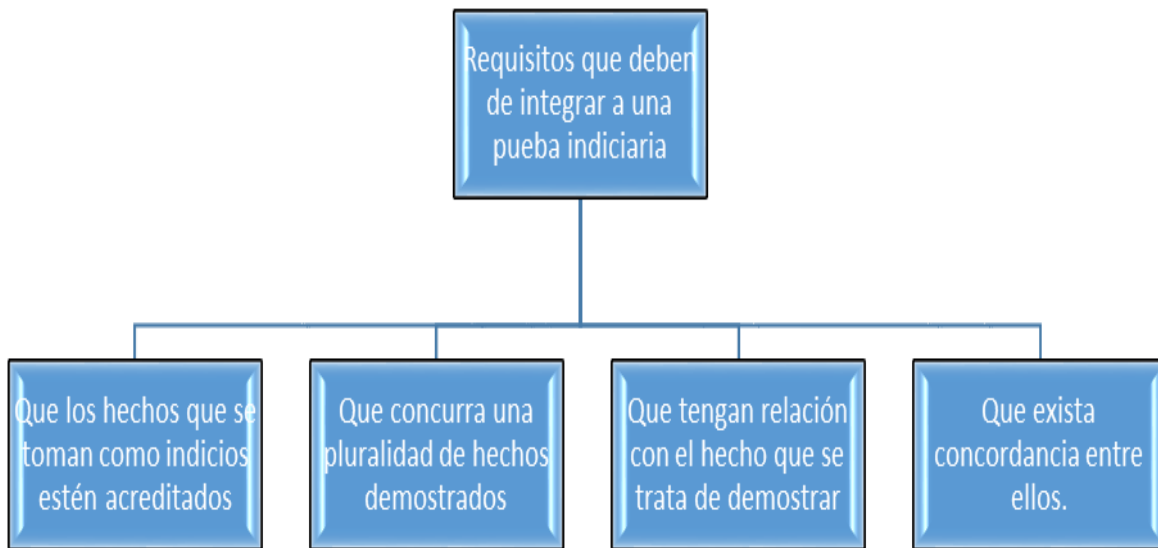 Requisitos que deben
de integrar a una
pueba indiciaria
Que los hechos que se
toman como indicios
estén acreditados
Que concurra una
pluralidad de hechos
demostrados
Que tengan relación
con el hecho que se
trata de demostrar
Que exista
concordancia entre
ellos.